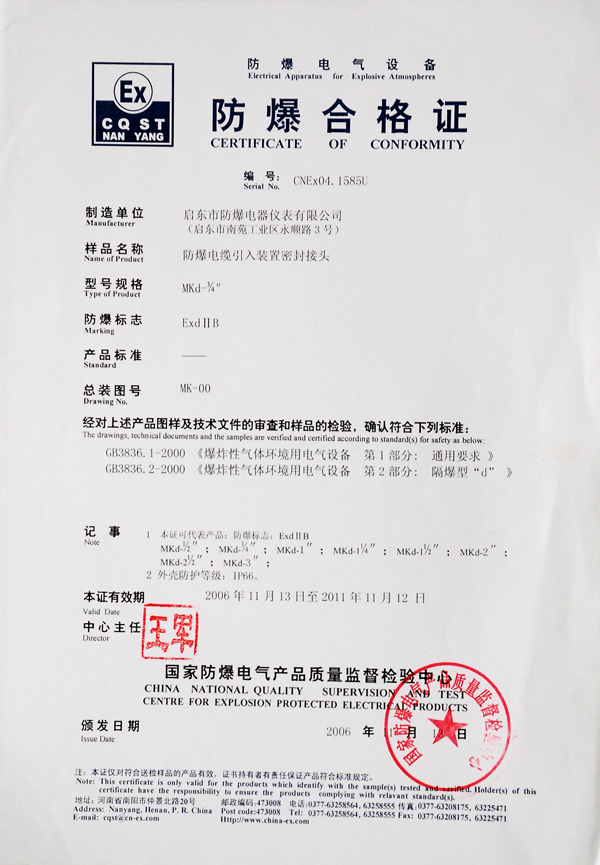 防爆电气设备
Electrical Apparatus for Explosive Atmospheres
Ex
CQST
NAN YANG
防爆合格证
CERTIFICATE OF CONFORMITY
编号:
Serial No. CNEx04.1585U
制造单位 启东市防爆电器仪表有限公司
Manufacturer (启东市南苑工业区永顺路3号)
样品名称
Name of Product 防爆电缆引入装置密封接头
型号规格
Type of Product MKd-¾″
防爆标志
Marking ExdⅡB
产品标准
Standard ——
总装图号
Drawing No. MK-00
经对上述产品图样及技术文件的审查和样品的检验，确认符合下列标准：
The drawings, technical documents and the samples are verified and certified according to standard(s) for safety as below:
GB3836.1-2000 《爆炸性气体环境用电气设备 第1部分: 通用要求 》
GB3836.2-2000 《爆炸性气体环境用电气设备 第2部分: 隔爆型“d” 》
记事
Note
1 本证可代表产品: 防爆标志: ExdⅡB
MKd-½″; MKd-¾″; MKd-1″; MKd-1¼″; MKd-1½″; MKd-2″;
MKd-2½″; MKd-3″;
2 外壳防护等级: IP66。
本证有效期 2006年11月13日至2011年11月12日
Valid Date
中心主任
Director
国家防爆电气产品质量监督检验中心
CHINA NATIONAL QUALITY SUPERVISION AND TEST
CENTRE FOR EXPLOSION PROTECTED ELECTRICAL PRODUCTS
颁发日期
Issue Date 2006 年 11 月 13 日
国家防爆电气产品质量监督检验中心
注: 本证仅对符合送检样品的产品有效. 证书持有者有责任保证产品符合标准规定.
Note: This certificate is only valid for the products which identify with the sample(s) tested and verified. Holder(s) of this
certificate have the responsibility to ensure the products complying with relavant standard(s).
地址: 河南省南阳市仲景北路20号 邮政编码:473008 电话:0377-63258564, 63258555 传真:0377-63208175, 63225471
Address: Nanyang, Henan, P. R. China Post code:473008 Tel: 0377-63258564, 63258555 Fax: 0377-63208171, 63225471
E-mail: cqst@cn-ex.com Http://www.china-ex.com